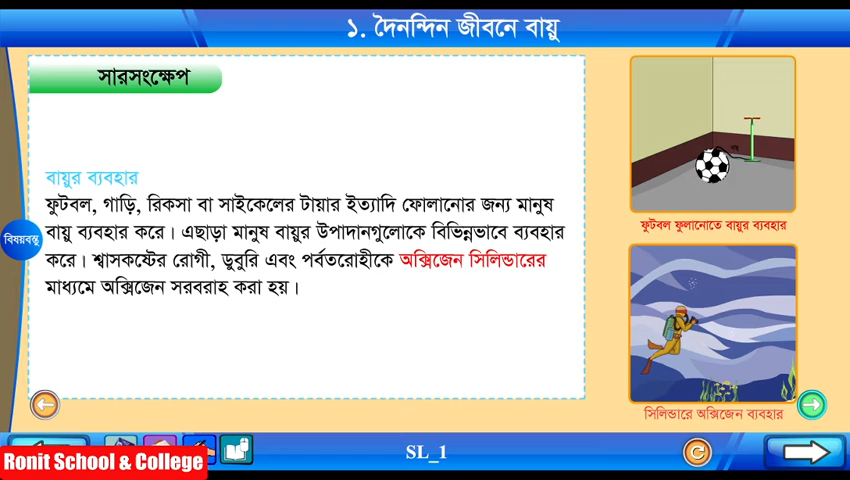 ১. দৈনন্দিন জীবনে বায়ু
সারসংক্ষেপ
বায়ুর ব্যবহার
ফুটবল, গাড়ি, রিকসা বা সাইকেলের টায়ার ইত্যাদি ফোলানোর জন্য মানুষ
বায়ু ব্যবহার করে। এছাড়া মানুষ বায়ুর উপাদানগুলোকে বিভিন্নভাবে ব্যবহার
করে। শ্বাসকষ্টের রোগী, ডুবুরি এবং পর্বতরোহীকে অক্সিজেন সিলিন্ডারের
মাধ্যমে অক্সিজেন সরবরাহ করা হয়।
বিষয়বস্তু
ফুটবল ফুলানোতে বায়ুর ব্যবহার
সিলিন্ডারে অক্সিজেন ব্যবহার
SL_1
Ronit School & College